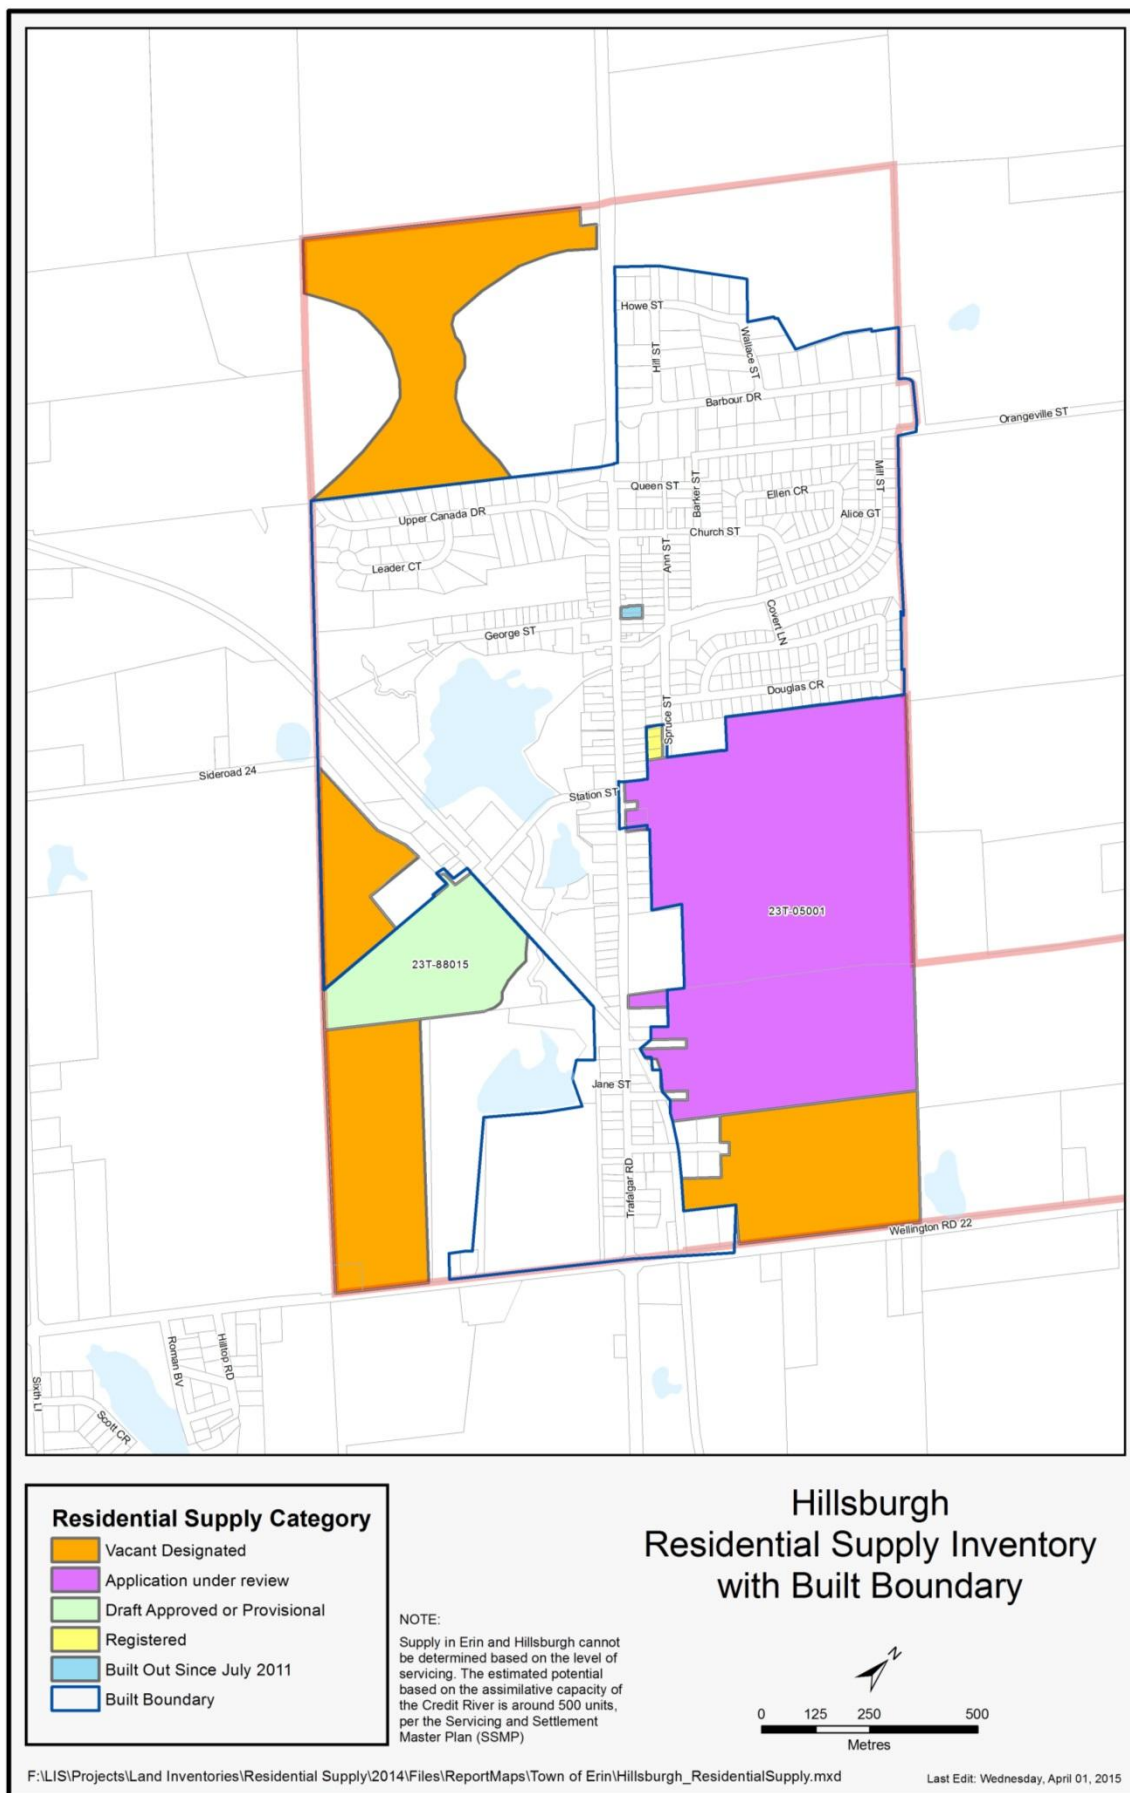 Howe ST
Hill ST
Wallace ST
Barbour DR
Orangeville ST
Queen ST
Barker ST
Ellen CR
Mill ST
Upper Canada DR
Church ST
Alice GT
Ann ST
Leader CT
George ST
Covert LN
Douglas CR
Spruce ST
Sideroad 24
Station ST
23T-05001
23T-88015
Jane ST
Trafalgar RD
Wellington RD 22
Roman BV
Hilltop RD
Sixth LI
Scott CR
Residential Supply Category
Vacant Designated
Application under review
Draft Approved or Provisional
Registered
Built Out Since July 2011
Built Boundary
NOTE:
Supply in Erin and Hillsburgh cannot
be determined based on the level of
servicing. The estimated potential
based on the assimilative capacity of
the Credit River is around 500 units,
per the Servicing and Settlement
Master Plan (SSMP)
Hillsburgh
Residential Supply Inventory
with Built Boundary
N
0 125 250 500
Metres
F:\LIS\Projects\Land Inventories\Residential Supply\2014\Files\ReportMaps\Town of Erin\Hillsburgh_ResidentialSupply.mxd
Last Edit: Wednesday, April 01, 2015